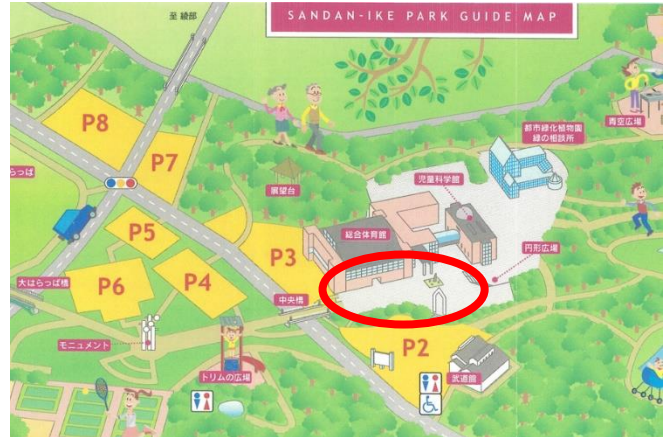 至 綾部
SANDAN-IKE PARK GUIDE MAP
P8
P7
青空広場
都市緑化植物園
緑の相談所
らっぱ
展望台
児童科学館
総合体育館
円形広場
P5
P3
P4
P6
大はらっぱ橋
中央橋
モニュメント
P2
トリムの広場
武道館